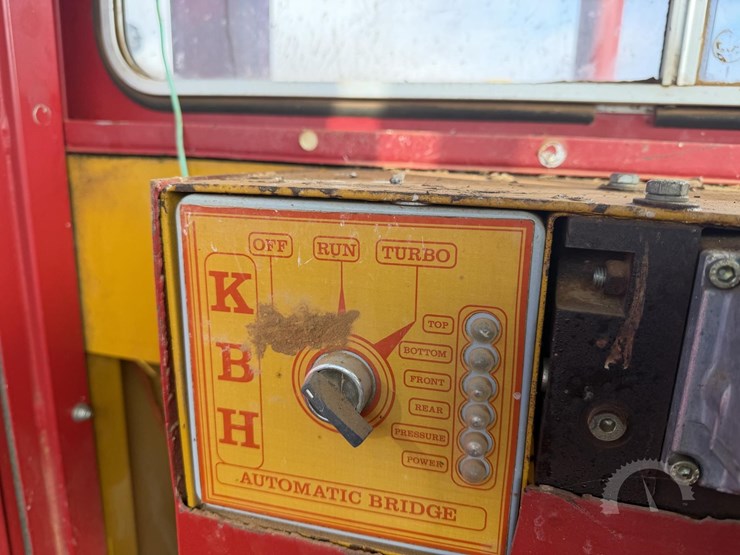 OFF RUN TURBO
K
B
H
TOP
BOTTOM
FRONT
REAR
PRESSURE
POWER
AUTOMATIC BRIDGE